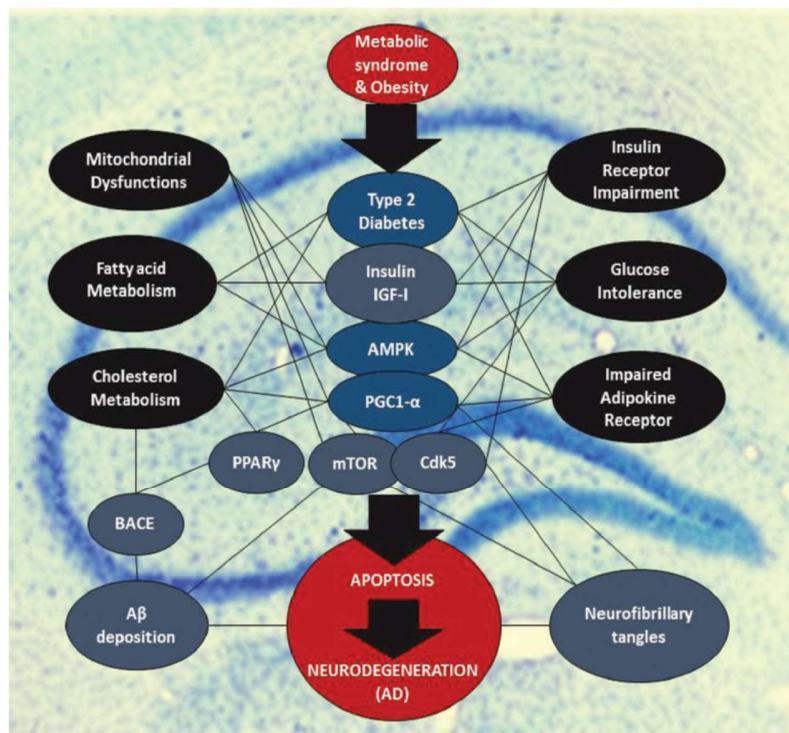 Metabolic
syndrome
& Obesity
Mitochondrial
Dysfunctions
Insulin
Receptor
Impairment
Type 2
Diabetes
Fatty acid
Metabolism
Insulin
IGF-I
Glucose
Intolerance
AMPK
Cholesterol
Metabolism
PGC1-α
Impaired
Adipokine
Receptor
PPARγ
mTOR
Cdk5
BACE
APOPTOSIS
Aβ
deposition
Neurofibrillary
tangles
NEURODEGENERATION
(AD)